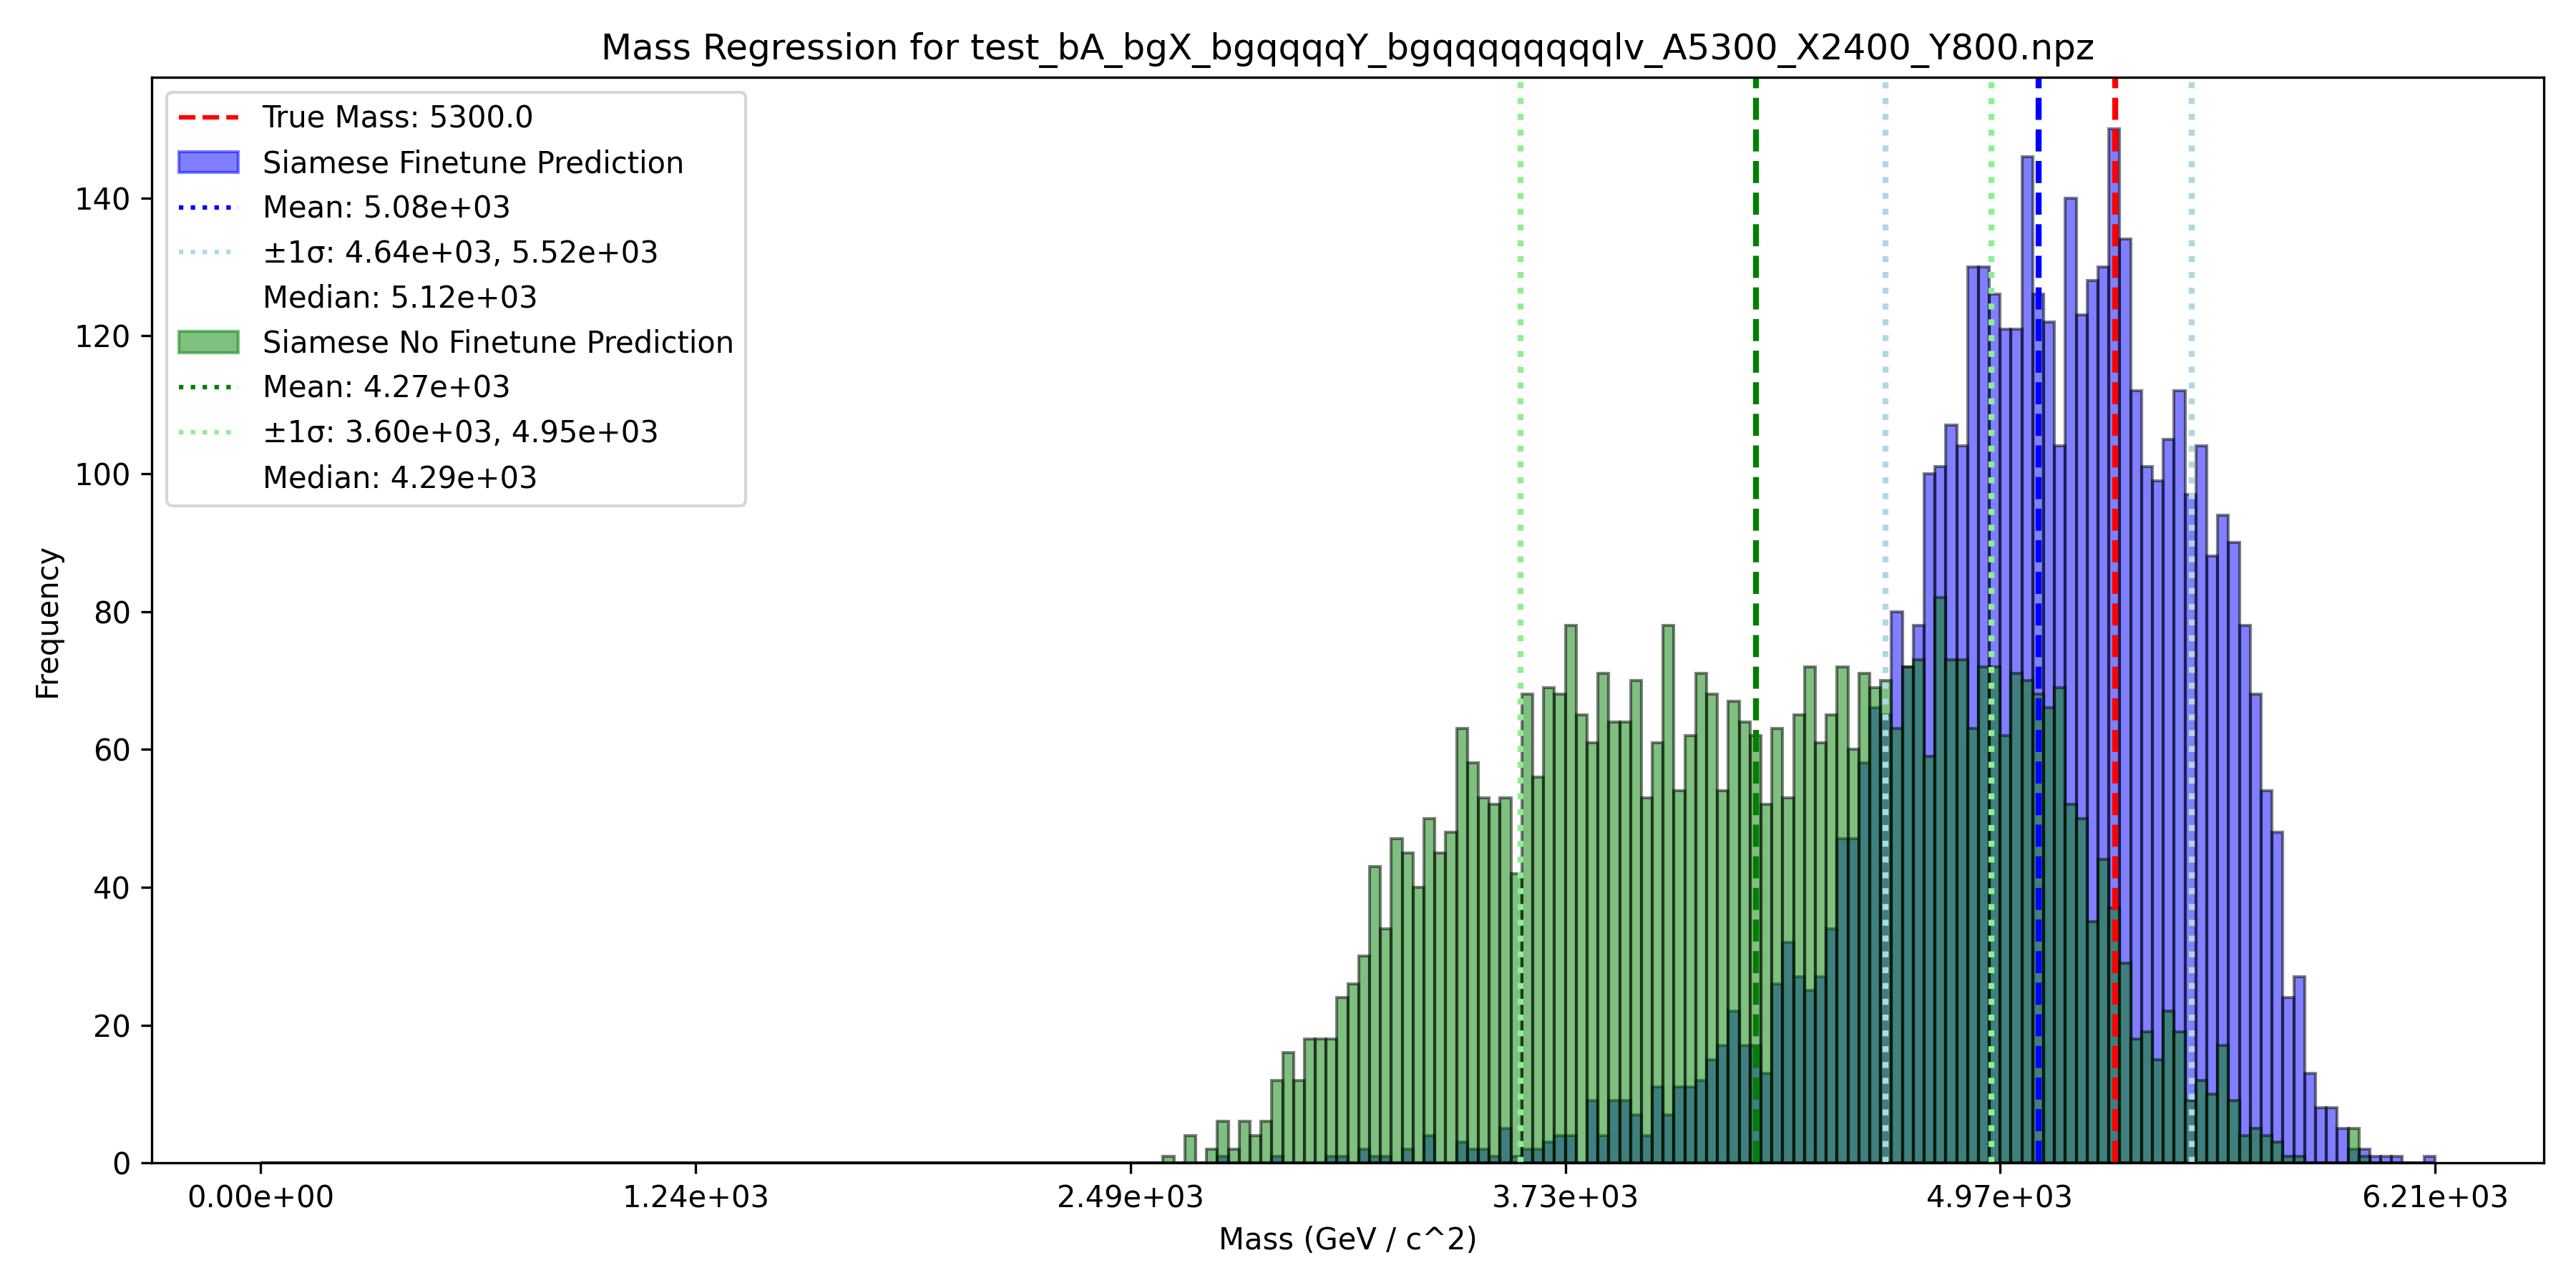 Mass Regression for test_bA_bgX_bgqqqqY_bgqqqqqqqqlv_A5300_X2400_Y800.npz
True Mass: 5300.0
Siamese Finetune Prediction
Mean: 5.08e+03
±1σ: 4.64e+03, 5.52e+03
Median: 5.12e+03
Siamese No Finetune Prediction
Mean: 4.27e+03
±1σ: 3.60e+03, 4.95e+03
Median: 4.29e+03
Frequency
140
120
100
80
60
40
20
0
0.00e+00 1.24e+03 2.49e+03 3.73e+03 4.97e+03 6.21e+03
Mass (GeV / c^2)